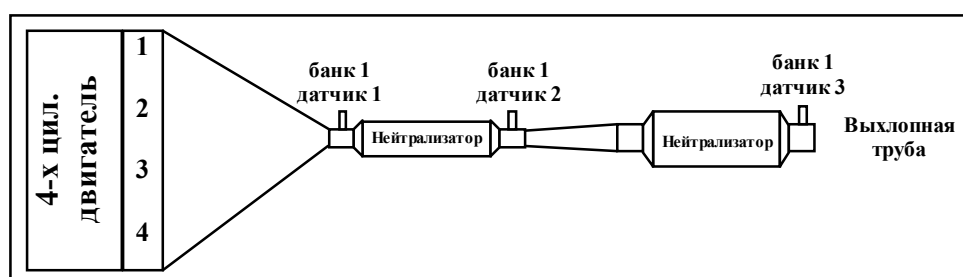 4-х цил.
двигатель
1
2
3
4
банк 1
датчик 1
банк 1
датчик 2
банк 1
датчик 3
Нейтрализатор
Нейтрализатор
Выхлопная
труба